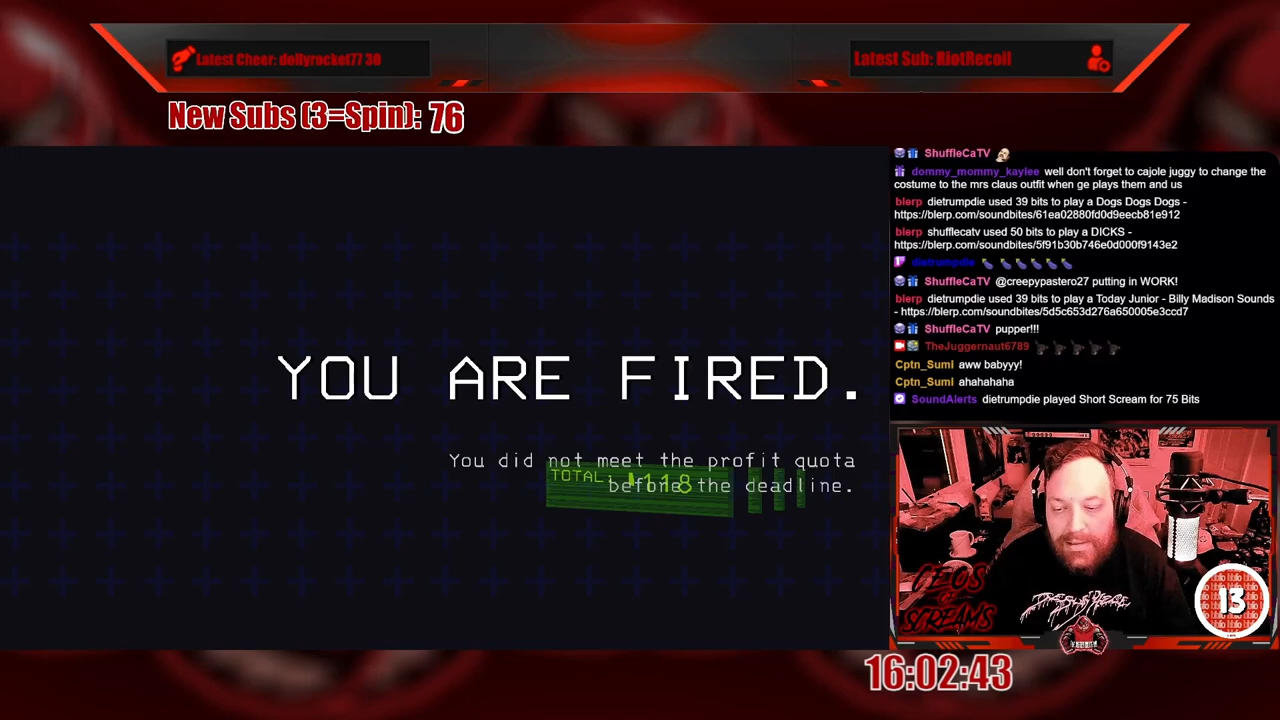 Latest Cheer: dollyrocket77 30
Latest Sub: RiotRecoil
New Subs (3=Spin): 76
ShuffleCaTV
dommy_mommy_kaylee well don't forget to cajole juggy to change the
costume to the mrs claus outfit when ge plays them and us
blerp dietrumpdie used 39 bits to play a Dogs Dogs Dogs -
https://blerp.com/soundbites/61ea02880fd0d9eecb81e912
blerp shufflecatv used 50 bits to play a DICKS -
https://blerp.com/soundbites/5f91b30b746e0d000f9143e2
dietrumpdie
ShuffleCaTV @creepypastero27 putting in WORK!
blerp dietrumpdie used 39 bits to play a Today Junior - Billy Madison Sounds
- https://blerp.com/soundbites/5d5c653d276a650005e3ccd7
ShuffleCaTV pupper!!!
TheJuggernaut6789
Cptn_Sumi aww babyyy!
Cptn_Sumi ahahahaha
SoundAlerts dietrumpdie played Short Scream for 75 Bits
YOU ARE FIRED.
You did not meet the profit quota
before the deadline.
TOTAL: 118
CEOS
OF
SCREAMS
13
16:02:43